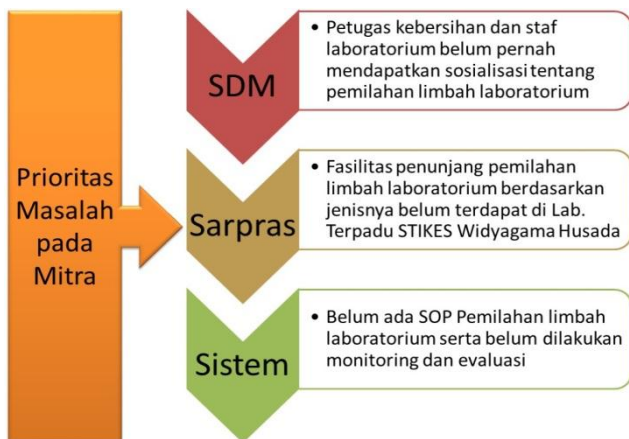 Prioritas
Masalah
pada
Mitra
SDM
• Petugas kebersihan dan staf
laboratorium belum pernah
mendapatkan sosialisasi tentang
pemilahan limbah laboratorium
Sarpras
• Fasilitas penunjang pemilahan
limbah laboratorium berdasarkan
jenisnya belum terdapat di Lab.
Terpadu STIKES Widyagama Husada
Sistem
• Belum ada SOP Pemilahan limbah
laboratorium serta belum dilakukan
monitoring dan evaluasi